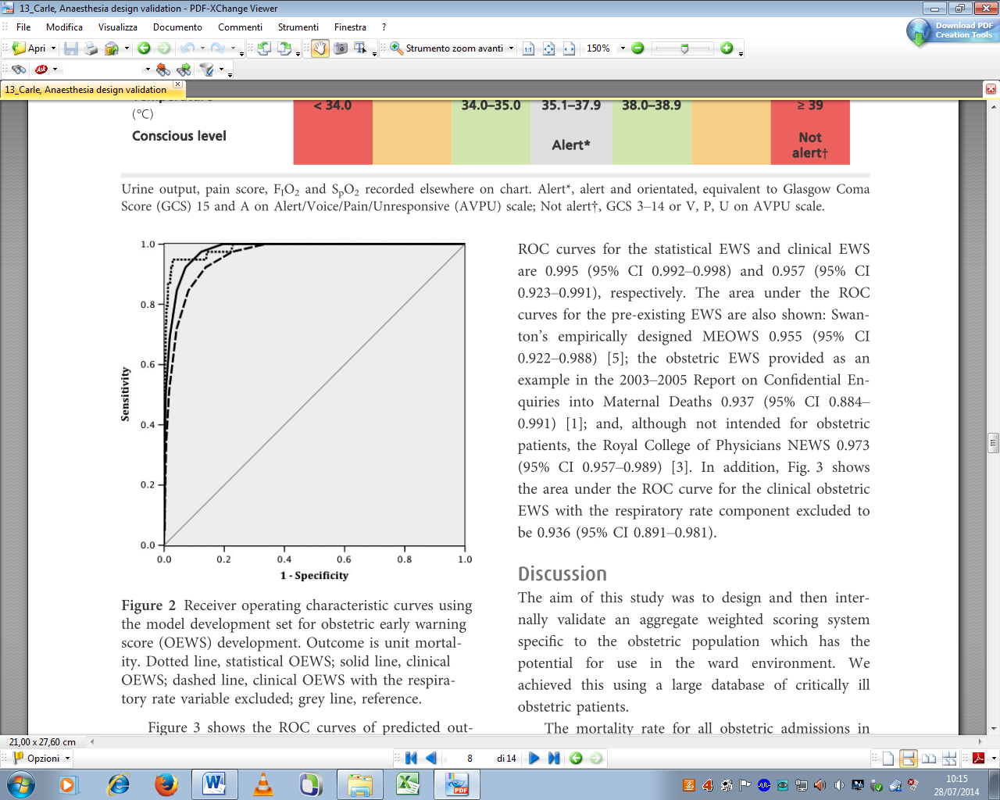 13_Carle, Anaesthesia design validation - PDF-XChange Viewer
File Modifica Visualizza Documento Commenti Strumenti Finestra ?
Download PDF
Creation Tools
Apri Strumento zoom avanti 150%
13_Carle, Anaesthesia design validation
< 34.0 34.0–35.0 35.1–37.9 38.0–38.9 ≥ 39
(°C)
Conscious level Alert* Not
alert†
Urine output, pain score, FIO2 and SpO2 recorded elsewhere on chart. Alert*, alert and orientated, equivalent to Glasgow Coma
Score (GCS) 15 and A on Alert/Voice/Pain/Unresponsive (AVPU) scale; Not alert†, GCS 3–14 or V, P, U on AVPU scale.
1.0
0.8
0.6
0.4
0.2
0.0
Sensitivity
0.0 0.2 0.4 0.6 0.8 1.0
1 - Specificity
Figure 2 Receiver operating characteristic curves using
the model development set for obstetric early warning
score (OEWS) development. Outcome is unit mortal-
ity. Dotted line, statistical OEWS; solid line, clinical
OEWS; dashed line, clinical OEWS with the respira-
tory rate variable excluded; grey line, reference.
Figure 3 shows the ROC curves of predicted out-
ROC curves for the statistical EWS and clinical EWS
are 0.995 (95% CI 0.992–0.998) and 0.957 (95% CI
0.923–0.991), respectively. The area under the ROC
curves for the pre-existing EWS are also shown: Swan-
ton's empirically designed MEOWS 0.955 (95% CI
0.922–0.988) [5]; the obstetric EWS provided as an
example in the 2003–2005 Report on Confidential En-
quiries into Maternal Deaths 0.937 (95% CI 0.884–
0.991) [1]; and, although not intended for obstetric
patients, the Royal College of Physicians NEWS 0.973
(95% CI 0.957–0.989) [3]. In addition, Fig. 3 shows
the area under the ROC curve for the clinical obstetric
EWS with the respiratory rate component excluded to
be 0.936 (95% CI 0.891–0.981).
Discussion
The aim of this study was to design and then inter-
nally validate an aggregate weighted scoring system
specific to the obstetric population which has the
potential for use in the ward environment. We
achieved this using a large database of critically ill
obstetric patients.
The mortality rate for all obstetric admissions in
21,00 x 27,60 cm
Opzioni 8 di 14
10:15
28/07/2014